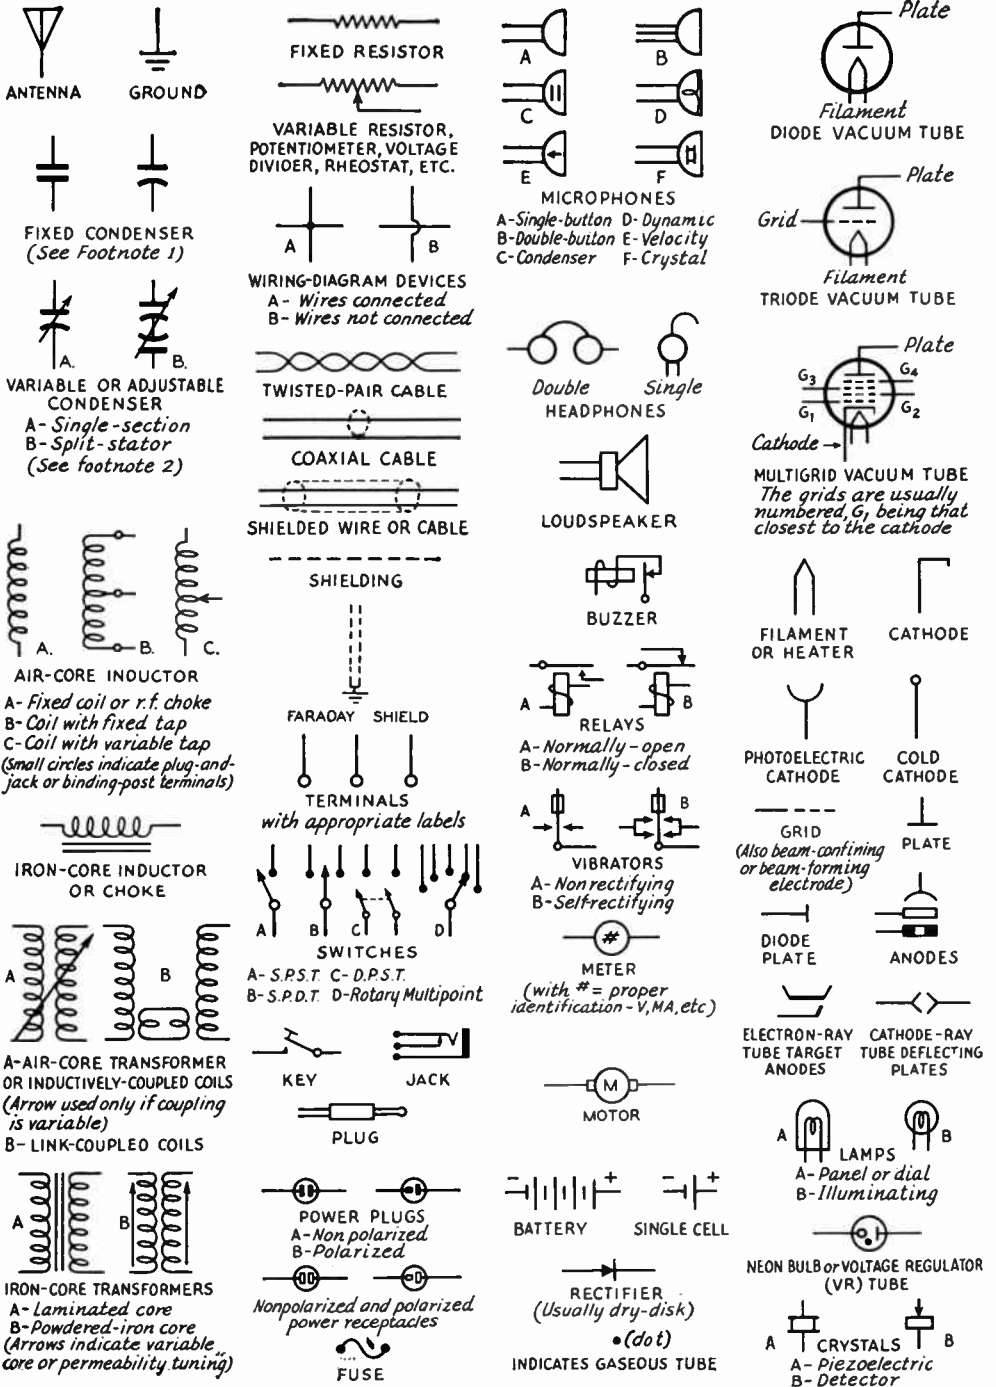 ANTENNA
GROUND
FIXED CONDENSER
(See Footnote 1)
A.
B.
VARIABLE OR ADJUSTABLE
CONDENSER
A- Single-section
B- Split-stator
(See footnote 2)
A.
B.
C.
AIR-CORE INDUCTOR
A- Fixed coil or r.f. choke
B- Coil with fixed tap
C- Coil with variable tap
(Small circles indicate plug-and-
jack or binding-post terminals)
IRON-CORE INDUCTOR
OR CHOKE
A
B
A-AIR-CORE TRANSFORMER
OR INDUCTIVELY-COUPLED COILS
(Arrow used only if coupling
is variable)
B- LINK-COUPLED COILS
A
B
IRON-CORE TRANSFORMERS
A- Laminated core
B- Powdered-iron core
(Arrows indicate variable
core or permeability tuning)
FIXED RESISTOR
VARIABLE RESISTOR,
POTENTIOMETER, VOLTAGE
DIVIDER, RHEOSTAT, ETC.
A
B
WIRING-DIAGRAM DEVICES
A- Wires connected
B- Wires not connected
TWISTED-PAIR CABLE
COAXIAL CABLE
SHIELDED WIRE OR CABLE
SHIELDING
FARADAY SHIELD
TERMINALS
with appropriate labels
A
B
C
D
SWITCHES
A- S.P.S.T. C- D.P.S.T.
B- S.P.D.T. D-Rotary Multipoint
KEY
JACK
PLUG
POWER PLUGS
A- Non polarized
B- Polarized
Nonpolarized and polarized
power receptacles
FUSE
A
B
C
D
E
F
MICROPHONES
A-Single-button D- Dynamic
B-Double-button E- Velocity
C-Condenser F- Crystal
Double
Single
HEADPHONES
LOUDSPEAKER
BUZZER
A
B
RELAYS
A- Normally-open
B- Normally-closed
A
B
VIBRATORS
A- Nonrectifying
B- Self-rectifying
#
METER
(with # = proper
identification - V, MA, etc)
M
MOTOR
- +
- +
BATTERY
SINGLE CELL
RECTIFIER
(Usually dry-disk)
•(dot)
INDICATES GASEOUS TUBE
Plate
Filament
DIODE VACUUM TUBE
Plate
Grid
Filament
TRIODE VACUUM TUBE
Plate
G3
G4
G1
G2
Cathode
MULTIGRID VACUUM TUBE
The grids are usually
numbered, G1 being that
closest to the cathode
FILAMENT
OR HEATER
CATHODE
PHOTOELECTRIC
CATHODE
COLD
CATHODE
GRID
(Also beam-confining
or beam-forming
electrode)
PLATE
DIODE
PLATE
ANODES
ELECTRON-RAY
TUBE TARGET
ANODES
CATHODE-RAY
TUBE DEFLECTING
PLATES
A
B
LAMPS
A- Panel or dial
B- Illuminating
NEON BULB or VOLTAGE REGULATOR
(VR) TUBE
A
B
CRYSTALS
A- Piezoelectric
B- Detector